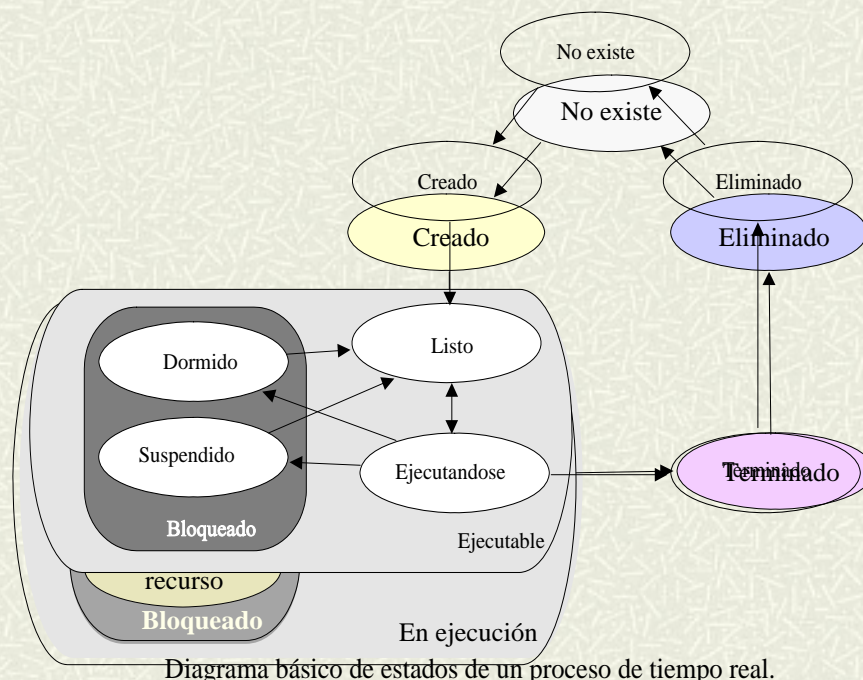 No existe
No existe
Creado
Eliminado
Creado
Eliminado
Listo
Dormido
Suspendido
Ejecutandose
Terminado
Terminado
Bloqueado
Ejecutable
recurso
Bloqueado
En ejecución
Diagrama básico de estados de un proceso de tiempo real.